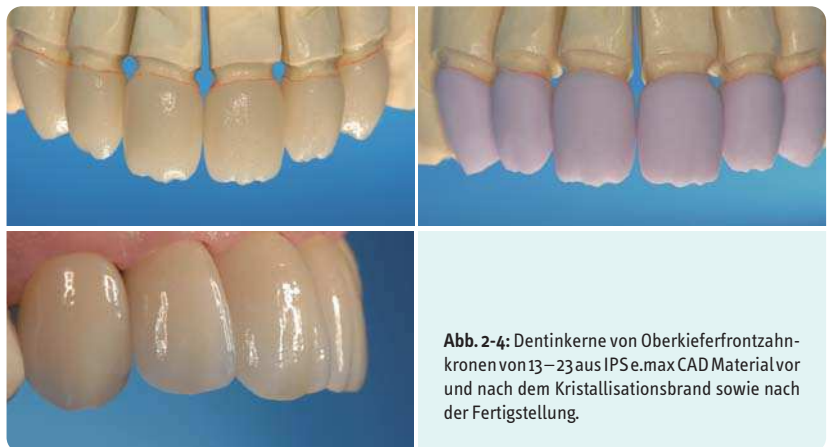 Abb. 2-4: Dentinkerne von Oberkieferfrontzahn-
kronen von 13–23 aus IPS e.max CAD Material vor
und nach dem Kristallisationsbrand sowie nach
der Fertigstellung.